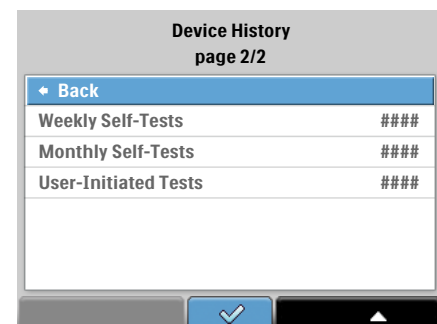 Device History
page 2/2
Back
Weekly Self-Tests ####
Monthly Self-Tests ####
User-Initiated Tests ####